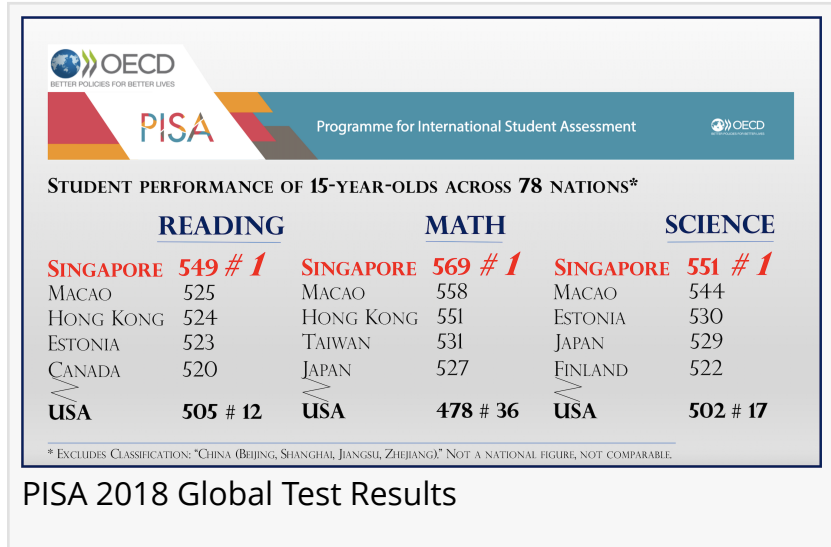 OECD
BETTER POLICIES FOR BETTER LIVES
PISA
Programme for International Student Assessment
OECD
STUDENT PERFORMANCE OF 15-YEAR-OLDS ACROSS 78 NATIONS*
READING MATH SCIENCE
SINGAPORE 549 # 1 SINGAPORE 569 # 1 SINGAPORE 551 # 1
MACAO 525 MACAO 558 MACAO 544
HONG KONG 524 HONG KONG 551 ESTONIA 530
ESTONIA 523 TAIWAN 531 JAPAN 529
CANADA 520 JAPAN 527 FINLAND 522
USA 505 # 12 USA 478 # 36 USA 502 # 17
* EXCLUDES CLASSIFICATION: "CHINA (BEIJING, SHANGHAI, JIANGSU, ZHEJIANG)." NOT A NATIONAL FIGURE, NOT COMPARABLE.
PISA 2018 Global Test Results